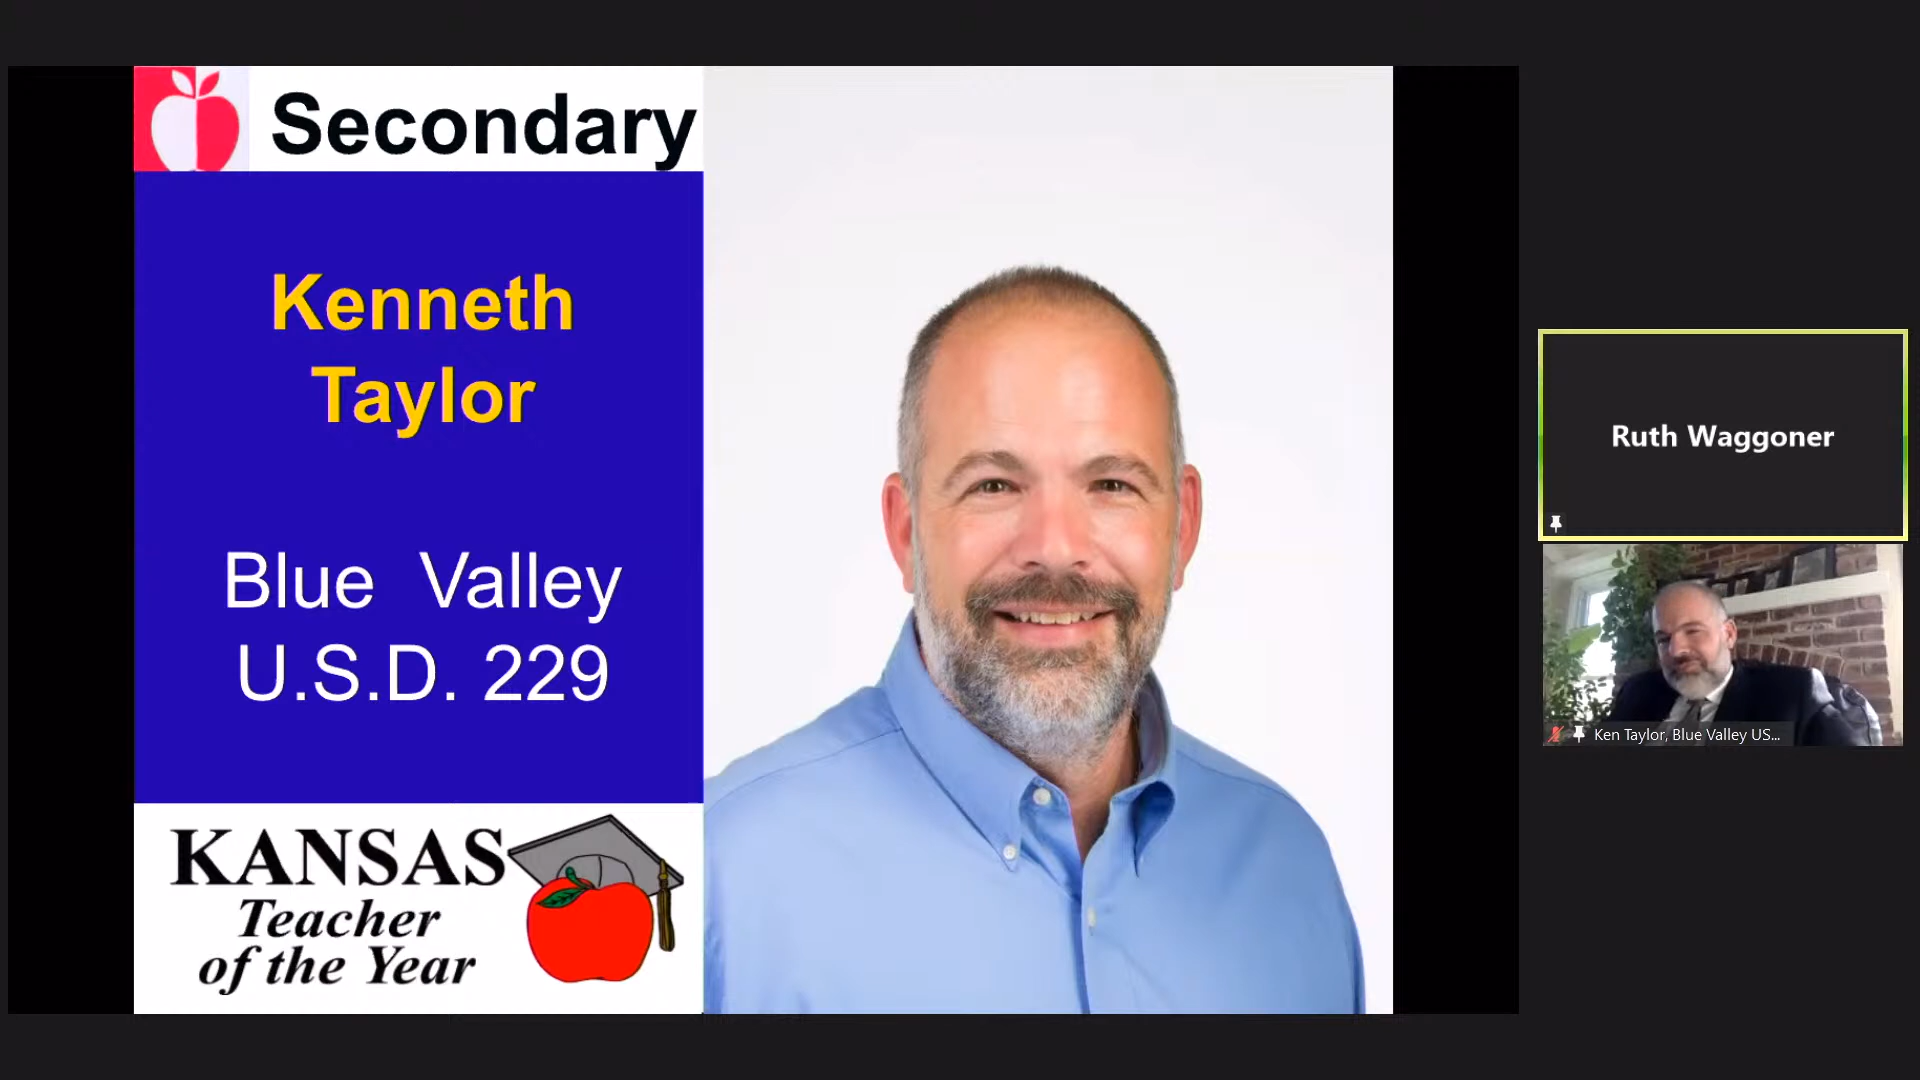 Secondary
Kenneth
Taylor
Blue Valley
U.S.D. 229
KANSAS
Teacher
of the Year
Ruth Waggoner
Ken Taylor, Blue Valley US...